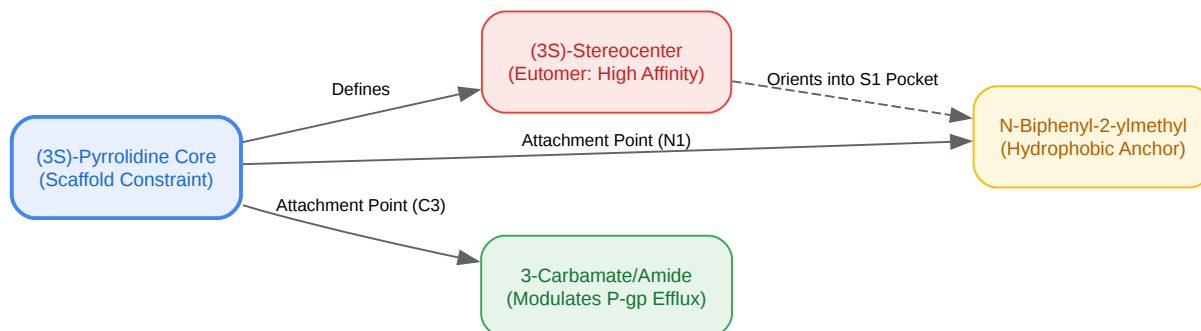 (3S)-Stereocenter
(Eutomer: High Affinity)
Orients into S1 Pocket
Defines
N-Biphenyl-2-ylmethyl
(Hydrophobic Anchor)
Attachment Point (N1)
(3S)-Pyrrolidine Core
(Scaffold Constraint)
Attachment Point (C3)
3-Carbamate/Amide
(Modulates P-gp Efflux)